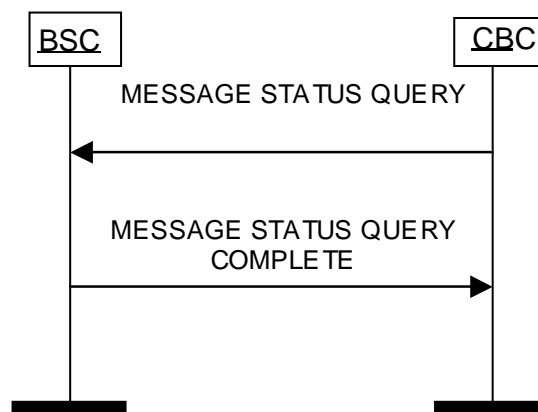 BSC
CBC
MESSAGE STATUS QUERY
MESSAGE STATUS QUERY
COMPLETE